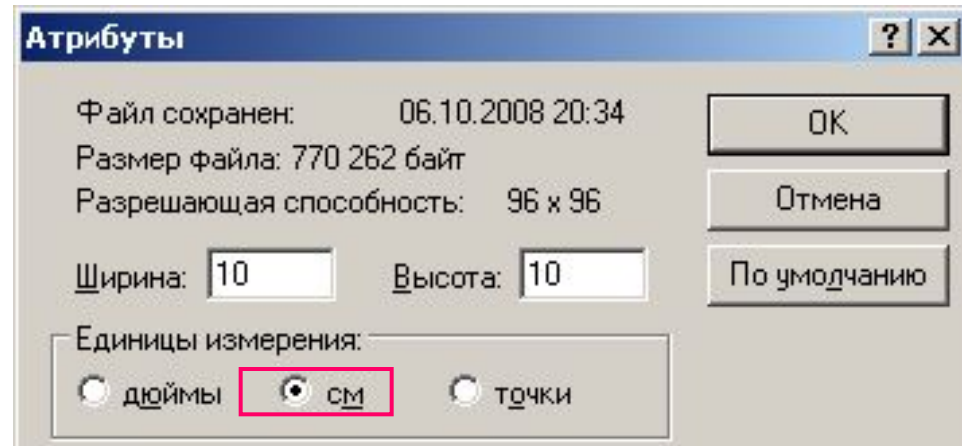 Атрибуты
Файл сохранен: 06.10.2008 20:34
Размер файла: 770 262 байт
Разрешающая способность: 96 x 96
Ширина: 10 Высота: 10
Единицы измерения:
дюймы см точки
OK
Отмена
По умолчанию